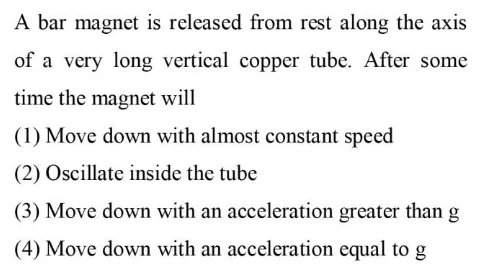 A bar magnet is released from rest along the axis
of a very long vertical copper tube. After some
time the magnet will
(1) Move down with almost constant speed
(2) Oscillate inside the tube
(3) Move down with an acceleration greater than g
(4) Move down with an acceleration equal to g